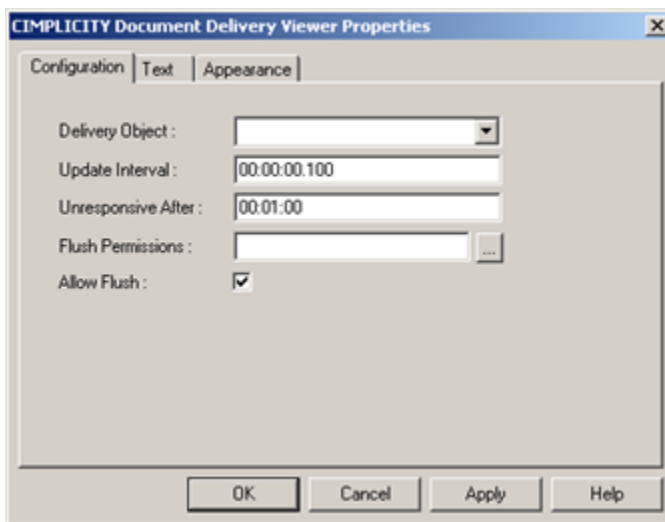 CIMPLICITY Document Delivery Viewer Properties
Configuration Text Appearance
Delivery Object :
Update Interval : 00:00:00.100
Unresponsive After : 00:01:00
Flush Permissions : ...
Allow Flush :
OK Cancel Apply Help